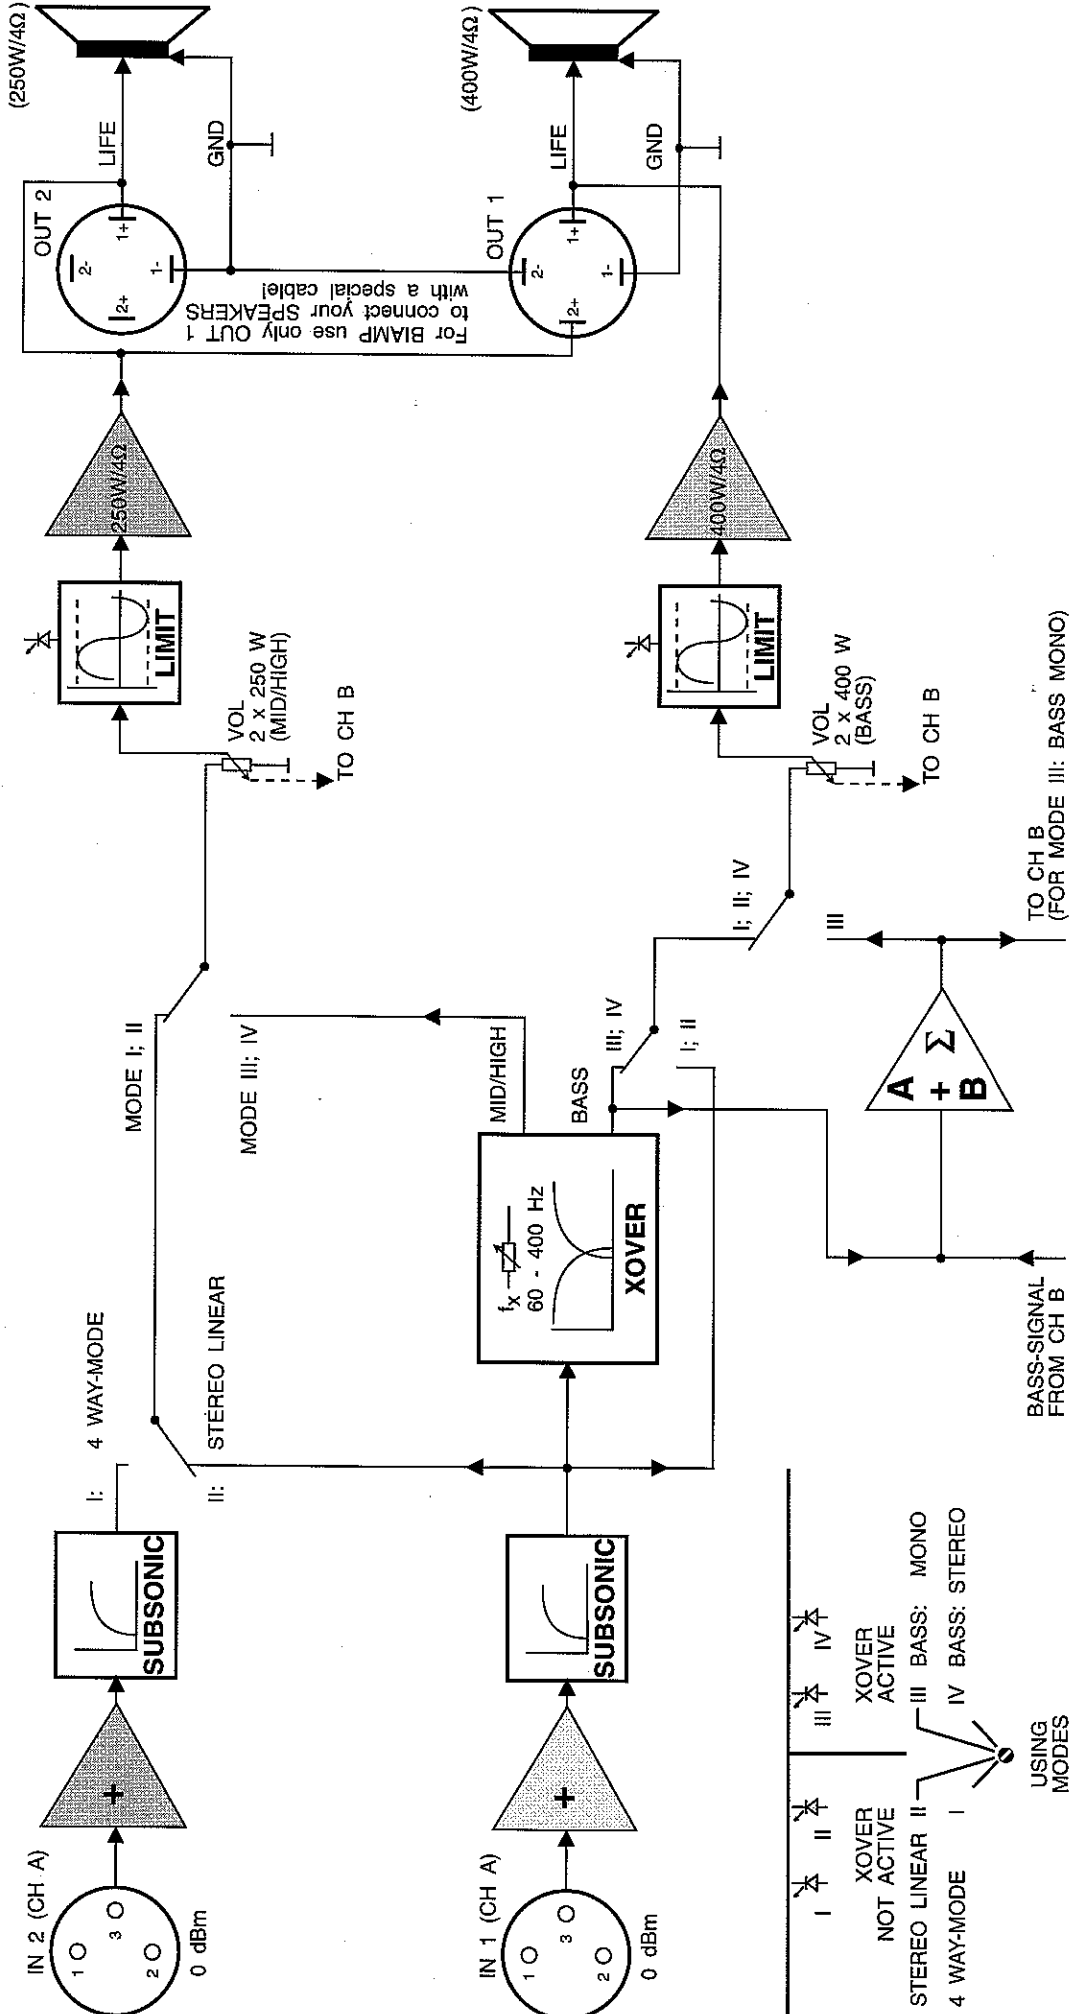 IN 2 (CH A)
1
2
3
0 dBm
+
SUBSONIC
I: 4 WAY-MODE
II: STEREO LINEAR
MODE I; II
MODE III; IV
VOL
2 x 250 W
(MID/HIGH)
TO CH B
LIMIT
250W/4Ω
OUT 2
2-
2+
1+
1-
LIFE
GND
(250W/4Ω)
For BIAMP use only OUT 1
to connect your SPEAKERS
with a special cable!
IN 1 (CH A)
1
2
3
0 dBm
+
SUBSONIC
fx
60 - 400 Hz
XOVER
MID/HIGH
BASS
III; IV
I; II
I; II; IV
III
VOL
2 x 400 W
(BASS)
TO CH B
LIMIT
400W/4Ω
OUT 1
2-
2+
1+
1-
LIFE
GND
(400W/4Ω)
BASS-SIGNAL
FROM CH B
A
+
B
Σ
TO CH B
(FOR MODE III: BASS MONO)
I
II
III
IV
XOVER
NOT ACTIVE
XOVER
ACTIVE
STEREO LINEAR II
III BASS: MONO
4 WAY-MODE I
IV BASS: STEREO
USING
MODES